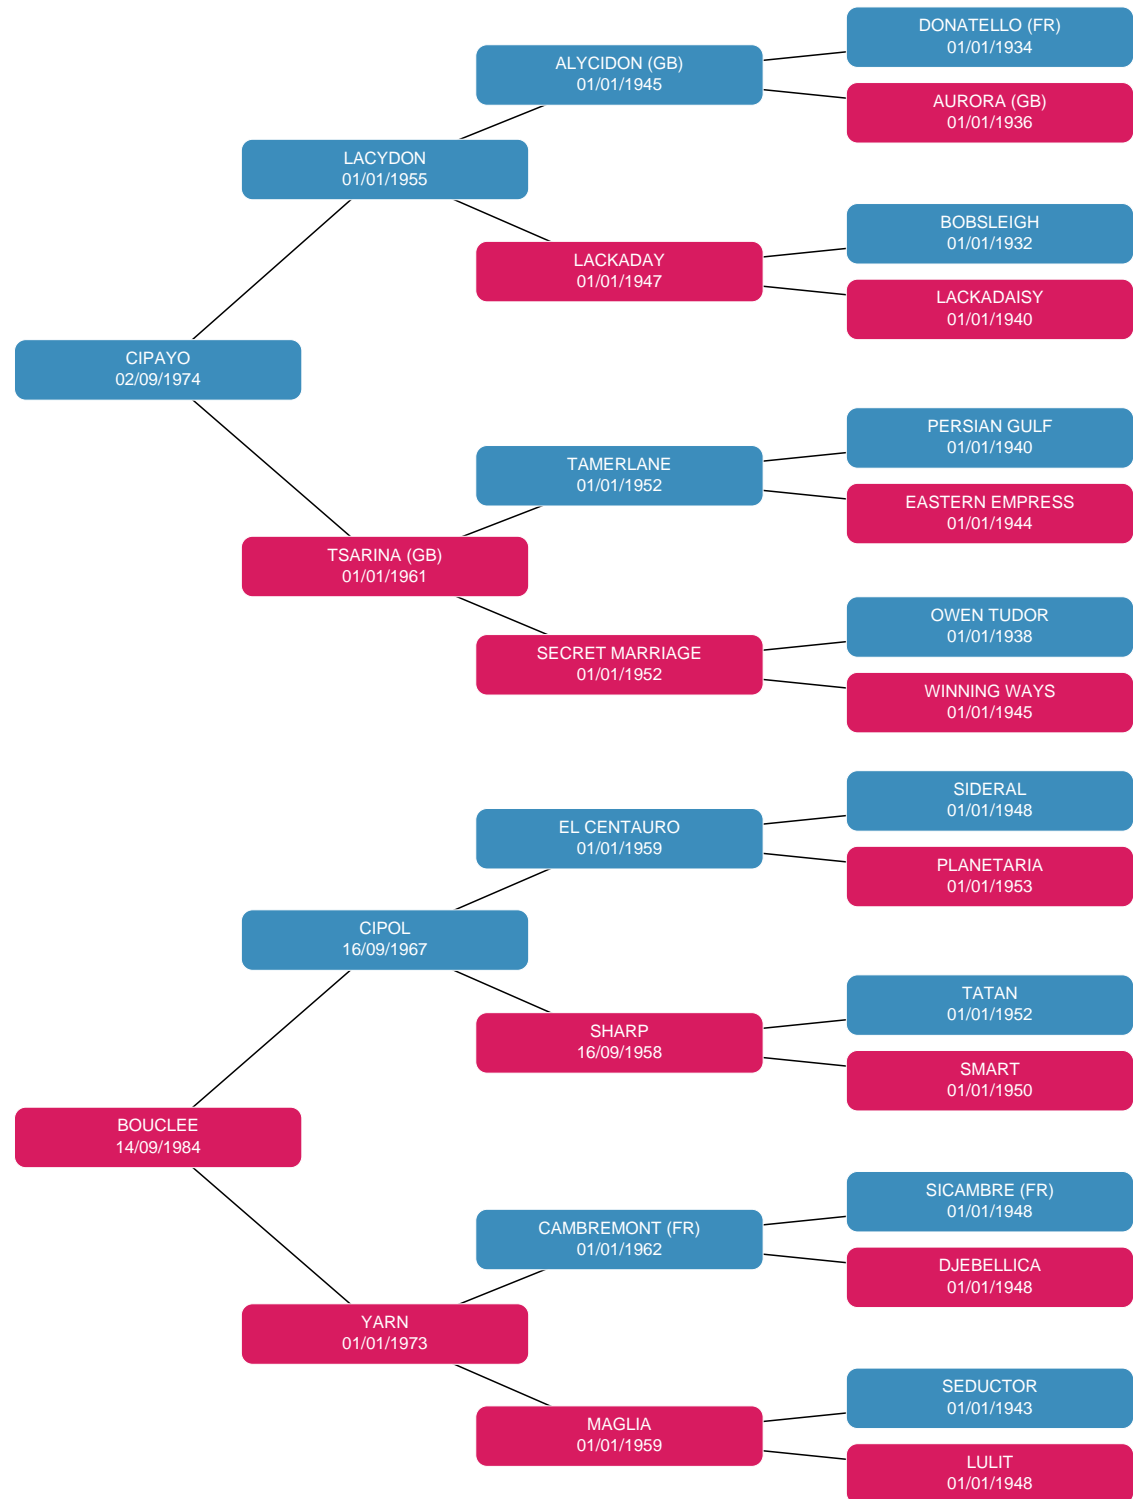 DONATELLO (FR)
01/01/1934
ALYCIDON (GB)
01/01/1945
AURORA (GB)
01/01/1936
LACYDON
01/01/1955
BOBSLEIGH
01/01/1932
LACKADAY
01/01/1947
LACKADAISY
01/01/1940
CIPAYO
02/09/1974
PERSIAN GULF
01/01/1940
TAMERLANE
01/01/1952
EASTERN EMPRESS
01/01/1944
TSARINA (GB)
01/01/1961
OWEN TUDOR
01/01/1938
SECRET MARRIAGE
01/01/1952
WINNING WAYS
01/01/1945
SIDERAL
01/01/1948
EL CENTAURO
01/01/1959
PLANETARIA
01/01/1953
CIPOL
16/09/1967
TATAN
01/01/1952
SHARP
16/09/1958
SMART
01/01/1950
BOUCLEE
14/09/1984
SICAMBRE (FR)
01/01/1948
CAMBREMONT (FR)
01/01/1962
DJEBELLICA
01/01/1948
YARN
01/01/1973
SEDUCTOR
01/01/1943
MAGLIA
01/01/1959
LULIT
01/01/1948